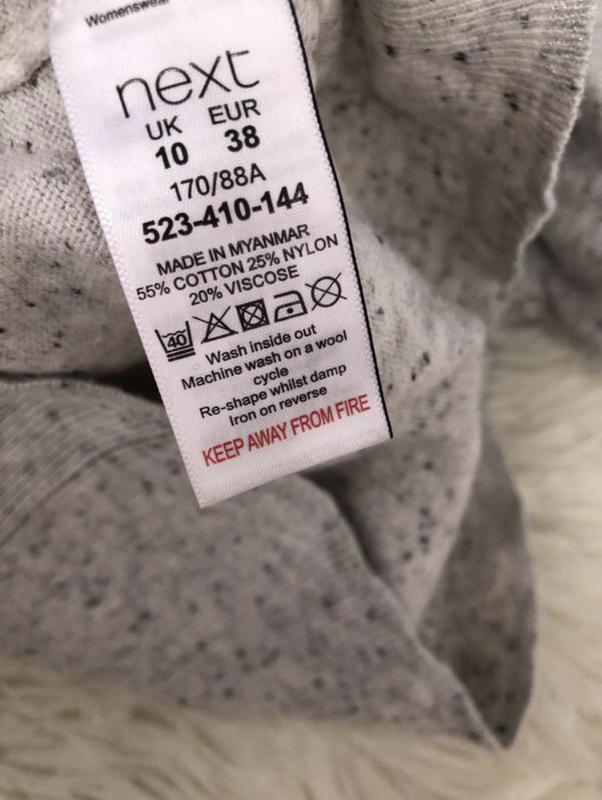 Womenswear
next
UK EUR
10 38
170/88A
523-410-144
MADE IN MYANMAR
55% COTTON 25% NYLON
20% VISCOSE
40
Wash inside out
Machine wash on a wool
cycle
Re-shape whilst damp
Iron on reverse
KEEP AWAY FROM FIRE